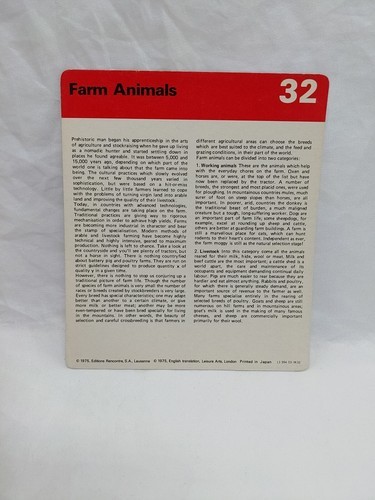 Farm Animals
32
Prehistoric man began his apprenticeship in the arts
of agriculture and stockraising when he gave up living
as a nomadic hunter and started settling down in
places he found agreeable. It was between 9,000 and
15,000 years ago, depending on which part of the
world one is talking about that the farm came into
being. The cultural practices which slowly evolved
over the next few thousand years varied in
sophistication, but were based on a hit-or-miss
technology. Little by little farmers learned to cope
with the problems of turning virgin land into arable
land and improving the quality of their livestock.
Today, in countries with advanced technologies,
fundamental changes are taking place on the farm.
Traditional practices are giving way to rigorous
mechanisation in order to achieve high yields. Farms
are becoming more industrial in character and bear
the stamp of specialisation. Modern methods of
arable and livestock farming have become highly
technical and highly intensive, geared to maximum
production. Nothing is left to chance. Take a look at
the countryside and you'll see plenty of tractors, but
not a horse in sight. There is nothing countryfied
about battery pig and poultry farms. They are run on
strict guidelines designed to produce quantity x of
quality y in a given time.
However, there is nothing to stop us conjuring up a
traditional picture of farm life. Though the number of
species of farm animals is very small the number of
races or breeds created by stockbreeders is very large.
Every breed has special characteristics; one may adapt
better than another to a certain climate, or give
more milk, or better meat; another may be more
even-tempered or have been bred specially for living
in the mountains. In other words, the beauty of
selection and careful crossbreeding is that farmers in
different agricultural areas can choose the breeds
which are best suited to the climate, and the feed and
grazing conditions, in their part of the world.
Farm animals can be divided into two categories:
1. Working animals These are the animals which help
with the everyday chores on the farm. Oxen and
horses are, or were, at the top of the list but have
now been replaced by the tractor. A number of
breeds, the strongest and most placid ones, were used
for ploughing. In mountainous countries mules, much
surer of foot on steep slopes than horses, are all
important. In poorer, arid, countries the donkey is
the traditional beast of burden; a much maligned
creature but a tough, long-suffering worker. Dogs are
an important part of farm life, some sheepdogs, for
example, excel at rounding up sheep and cattle,
others are better at guarding farm buildings. A farm is
still a marvellous place for cats, which can hunt
rodents to their heart's content. Independent as ever,
the farm moggy is still at the natural selection stage!
2. Livestock Into this category come all the animals
reared for their milk, hide, wool or meat. Milk and
beef cattle are the most important; a cattle shed is a
world apart, the care and maintenance of its
occupants and equipment demanding continual daily
labour. Pigs are much easier to rear because they are
hardier and eat almost anything. Rabbits and poultry,
for which there is generally steady demand, are an
important source of revenue to the farmer as well.
Many farms specialise entirely in the rearing of
selected breeds of poultry. Goats and sheep are still
numerous on hill farms and in mountainous areas;
goat's milk is used in the making of many famous
cheeses, and sheep are commercially important
primarily for their wool.
© 1975, Editions Rencontre, S.A., Lausanne © 1975, English translation, Leisure Arts, London Printed in Japan